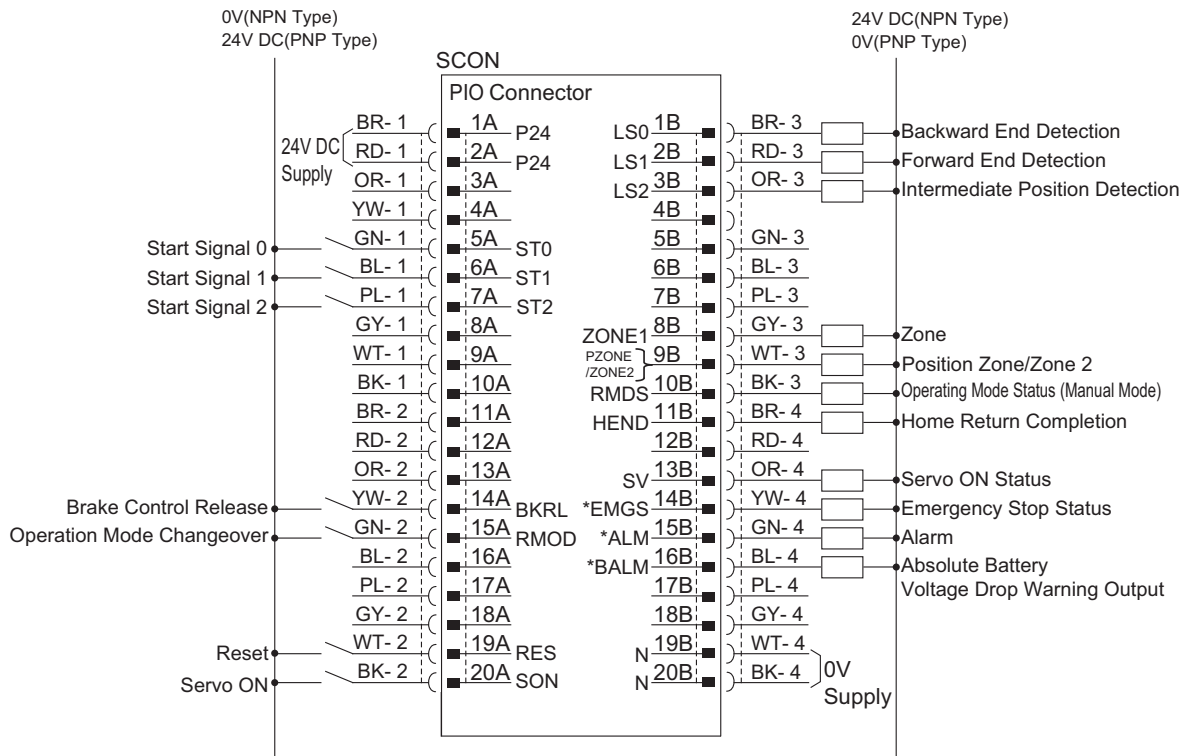 0V(NPN Type)
24V DC(PNP Type)
24V DC(NPN Type)
0V(PNP Type)
SCON
PIO Connector
24V DC
Supply
BR- 1 1A P24
RD- 1 2A P24
OR- 1 3A
YW- 1 4A
Start Signal 0 GN- 1 5A ST0
Start Signal 1 BL- 1 6A ST1
Start Signal 2 PL- 1 7A ST2
GY- 1 8A
WT- 1 9A
BK- 1 10A
BR- 2 11A
RD- 2 12A
OR- 2 13A
Brake Control Release YW- 2 14A BKRL
Operation Mode Changeover GN- 2 15A RMOD
BL- 2 16A
PL- 2 17A
GY- 2 18A
Reset WT- 2 19A RES
Servo ON BK- 2 20A SON
LS0 1B BR- 3 Backward End Detection
LS1 2B RD- 3 Forward End Detection
LS2 3B OR- 3 Intermediate Position Detection
4B
5B GN- 3
6B BL- 3
7B PL- 3
ZONE1 8B GY- 3 Zone
PZONE
/ZONE2 9B WT- 3 Position Zone/Zone 2
RMDS 10B BK- 3 Operating Mode Status (Manual Mode)
HEND 11B BR- 4 Home Return Completion
12B RD- 4
SV 13B OR- 4 Servo ON Status
*EMGS 14B YW- 4 Emergency Stop Status
*ALM 15B GN- 4 Alarm
*BALM 16B BL- 4 Absolute Battery
Voltage Drop Warning Output
17B PL- 4
18B GY- 4
N 19B WT- 4
N 20B BK- 4
0V
Supply